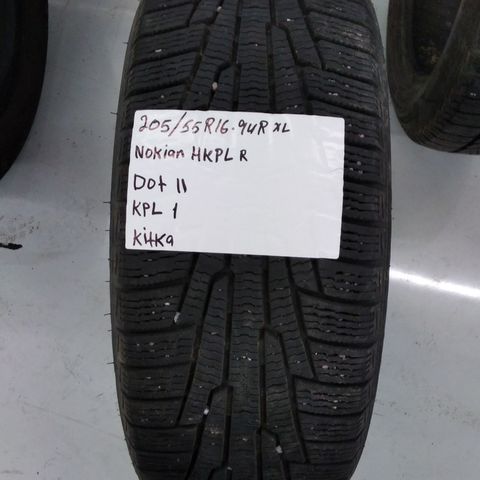 205/55R16.94R XL
Nokian HKPL R
Dot 11
KPL 1
Kitka